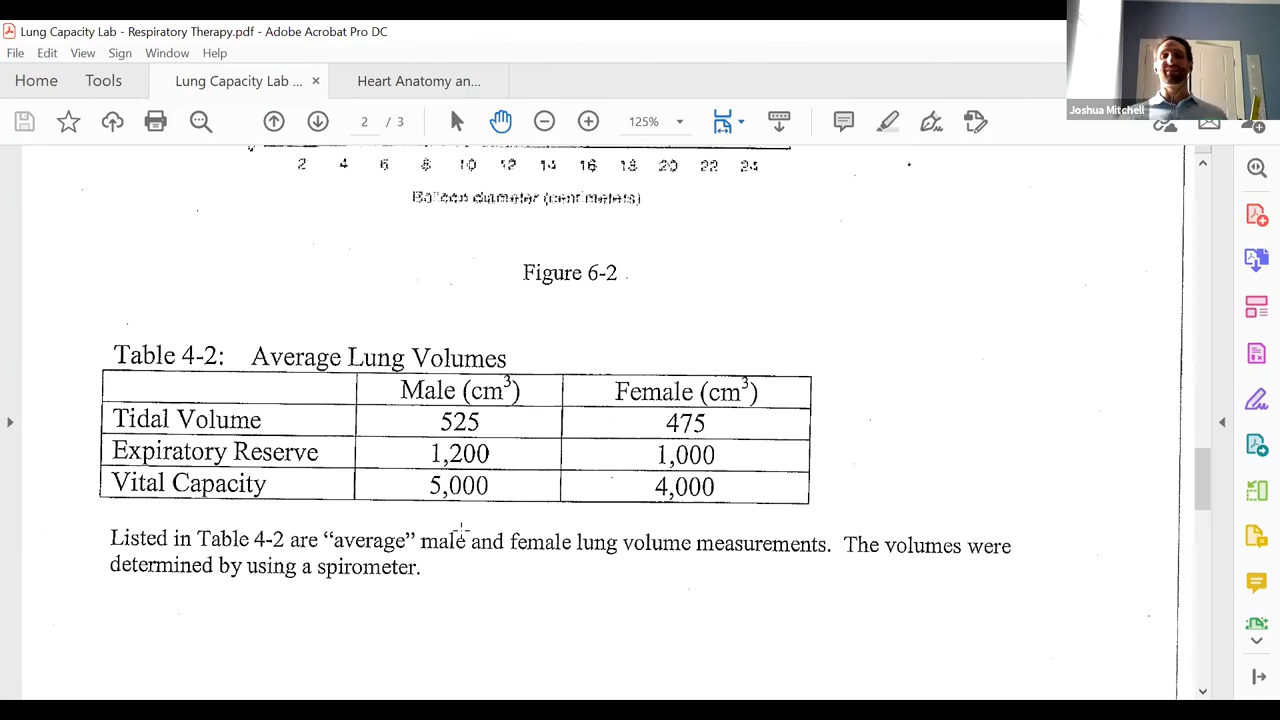 Lung Capacity Lab - Respiratory Therapy.pdf - Adobe Acrobat Pro DC
File Edit View Sign Window Help
Home Tools Lung Capacity Lab ... × Heart Anatomy an...
Joshua Mitchell
2 / 3 125%
2 4 6 8 10 12 14 16 18 20 22 24
Balloon diameter (centimeters)
Figure 6-2
Table 4-2: Average Lung Volumes
Male (cm³) Female (cm³)
Tidal Volume 525 475
Expiratory Reserve 1,200 1,000
Vital Capacity 5,000 4,000
Listed in Table 4-2 are “average” male and female lung volume measurements. The volumes were
determined by using a spirometer.